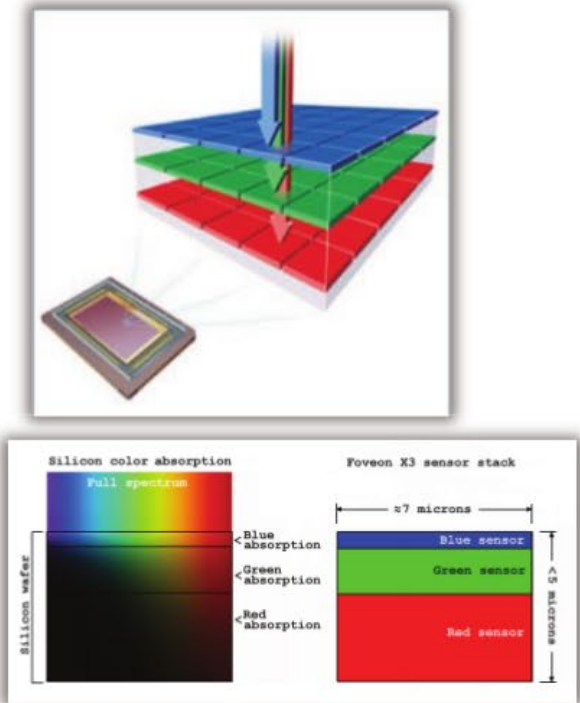 Silicon color absorption
Full spectrum
Blue
absorption
Green
absorption
Red
absorption
Silicon wafer
Foveon X3 sensor stack
≈7 microns
Blue sensor
Green sensor
Red sensor
<5 microns